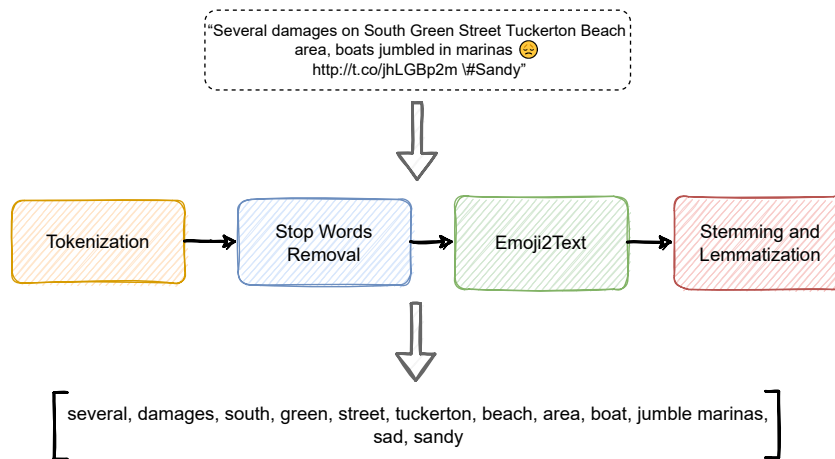 “Several damages on South Green Street Tuckerton Beach
area, boats jumbled in marinas 😞
http://t.co/jhLGBp2m \#Sandy”
Tokenization
Stop Words
Removal
Emoji2Text
Stemming and
Lemmatization
several, damages, south, green, street, tuckerton, beach, area, boat, jumble marinas,
sad, sandy